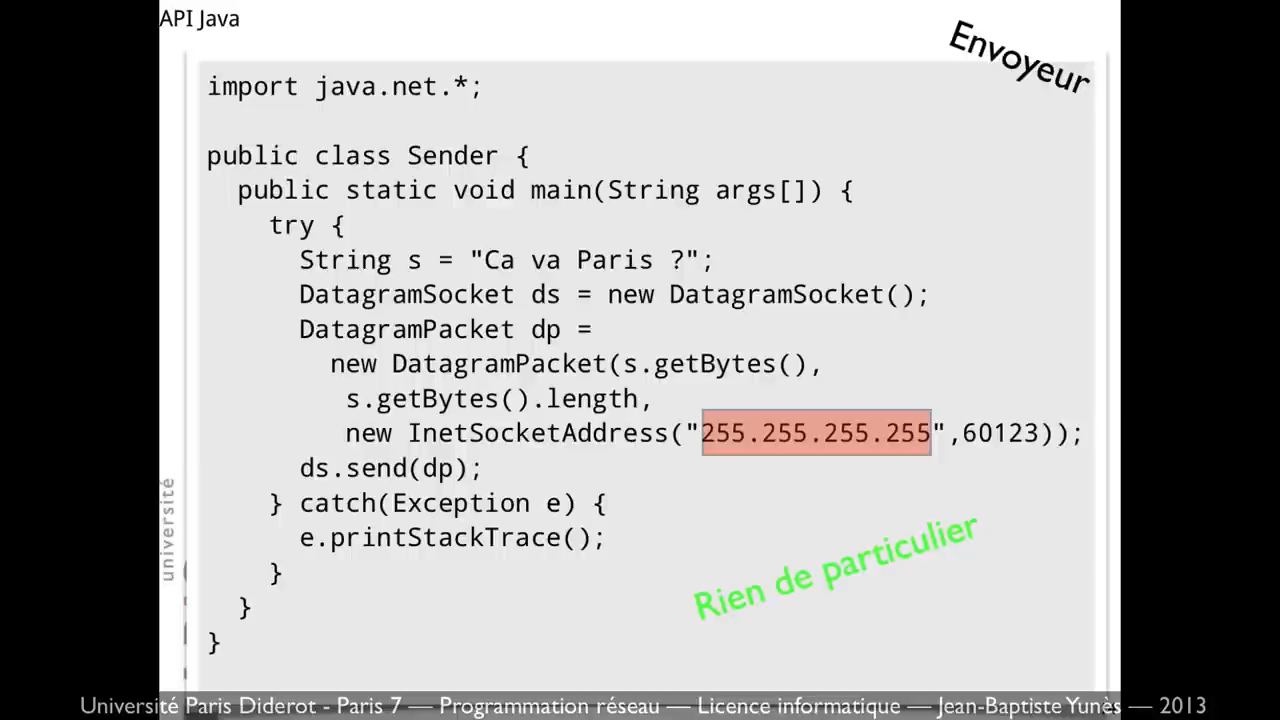 API Java
Envoyeur
import java.net.*;
public class Sender {
public static void main(String args[]) {
try {
String s = "Ca va Paris ?";
DatagramSocket ds = new DatagramSocket();
DatagramPacket dp =
new DatagramPacket(s.getBytes(),
s.getBytes().length,
new InetSocketAddress("255.255.255.255",60123));
ds.send(dp);
} catch(Exception e) {
e.printStackTrace();
}
}
}
Rien de particulier
université
Université Paris Diderot - Paris 7 — Programmation réseau — Licence informatique — Jean-Baptiste Yunès — 2013